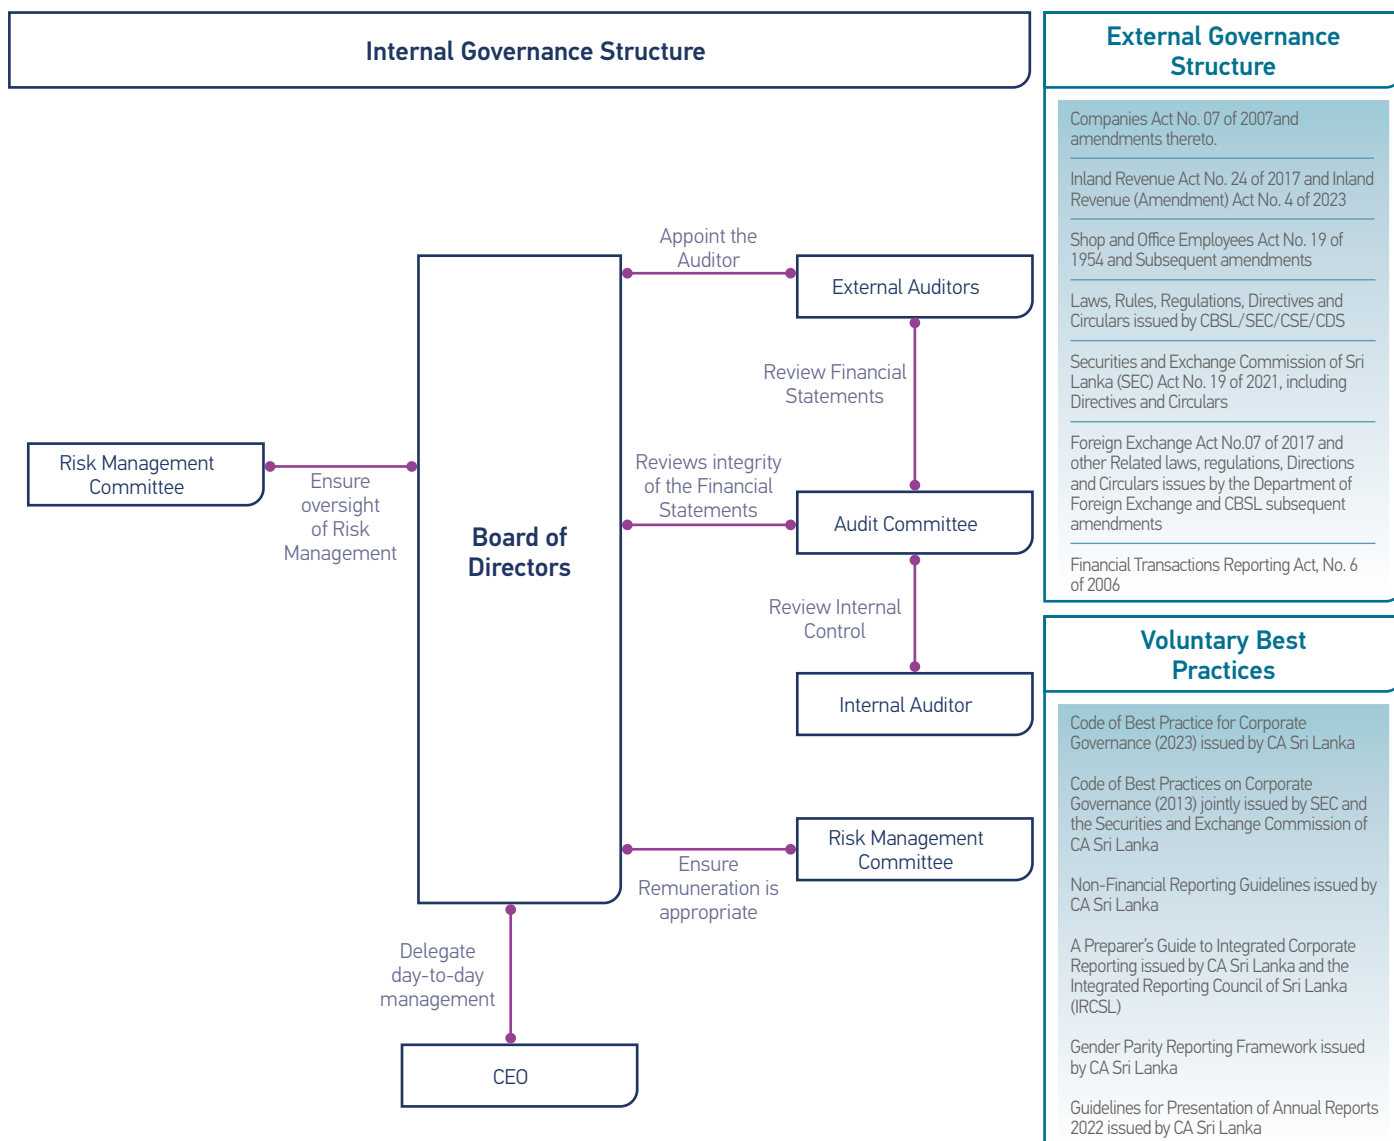 Internal Governance Structure
External Governance
Structure
Companies Act No. 07 of 2007and
amendments thereto.
Inland Revenue Act No. 24 of 2017 and Inland
Revenue (Amendment) Act No. 4 of 2023
Shop and Office Employees Act No. 19 of
1954 and Subsequent amendments
Laws, Rules, Regulations, Directives and
Circulars issued by CBSL/SEC/CSE/CDS
Securities and Exchange Commission of Sri
Lanka (SEC) Act No. 19 of 2021, including
Directives and Circulars
Foreign Exchange Act No.07 of 2017 and
other Related laws, regulations, Directions
and Circulars issues by the Department of
Foreign Exchange and CBSL subsequent
amendments
Financial Transactions Reporting Act, No. 6
of 2006
Voluntary Best
Practices
Code of Best Practice for Corporate
Governance (2023) issued by CA Sri Lanka
Code of Best Practices on Corporate
Governance (2013) jointly issued by SEC and
the Securities and Exchange Commission of
CA Sri Lanka
Non-Financial Reporting Guidelines issued by
CA Sri Lanka
A Preparer's Guide to Integrated Corporate
Reporting issued by CA Sri Lanka and the
Integrated Reporting Council of Sri Lanka
(IRCSL)
Gender Parity Reporting Framework issued
by CA Sri Lanka
Guidelines for Presentation of Annual Reports
2022 issued by CA Sri Lanka
Risk Management
Committee
Ensure
oversight
of Risk
Management
Board of
Directors
Appoint the
Auditor
External Auditors
Review Financial
Statements
Reviews integrity
of the Financial
Statements
Audit Committee
Review Internal
Control
Internal Auditor
Ensure
Remuneration is
appropriate
Risk Management
Committee
Delegate
day-to-day
management
CEO